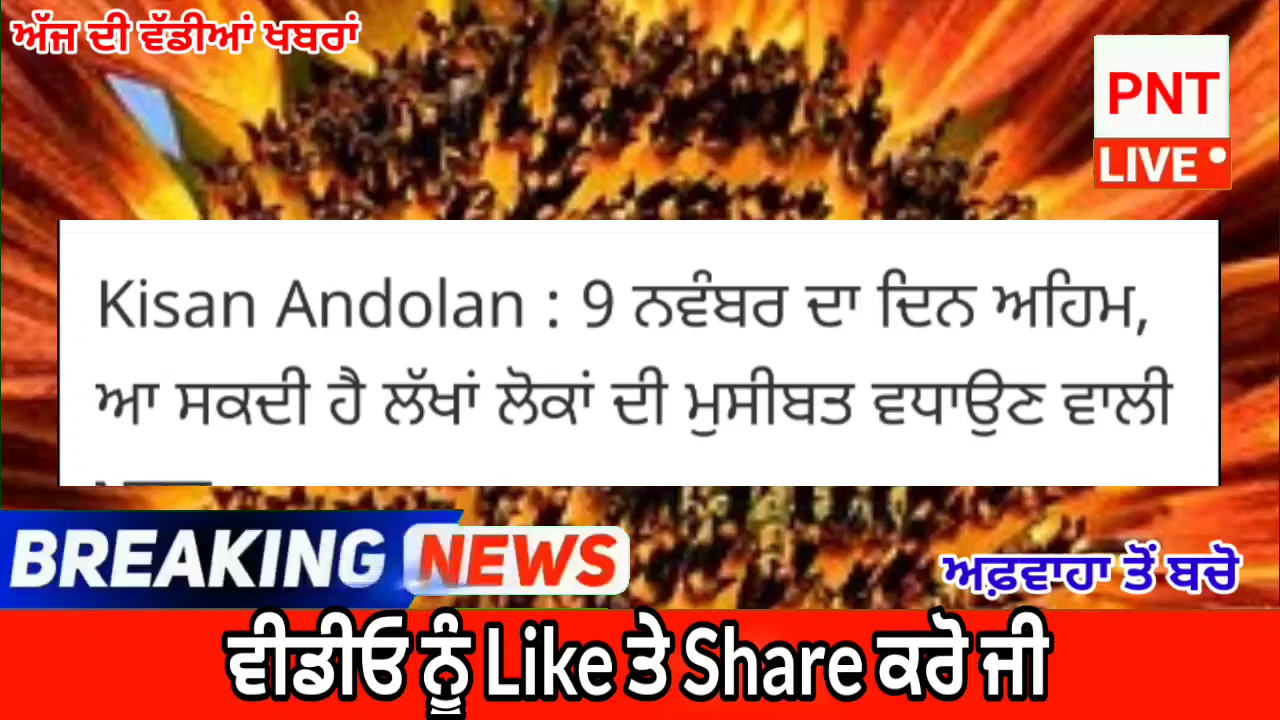 ਅੱਜ ਦੀ ਵੱਡੀਆਂ ਖਬਰਾਂ
PNT
LIVE
Kisan Andolan : 9 ਨਵੰਬਰ ਦਾ ਦਿਨ ਅਹਿਮ,
ਆ ਸਕਦੀ ਹੈ ਲੱਖਾਂ ਲੋਕਾਂ ਦੀ ਮੁਸੀਬਤ ਵਧਾਉਣ ਵਾਲੀ
BREAKING NEWS
ਅਫ਼ਵਾਹਾ ਤੋਂ ਬਚੋ
ਵੀਡੀਓ ਨੂੰ Like ਤੇ Share ਕਰੋ ਜੀ